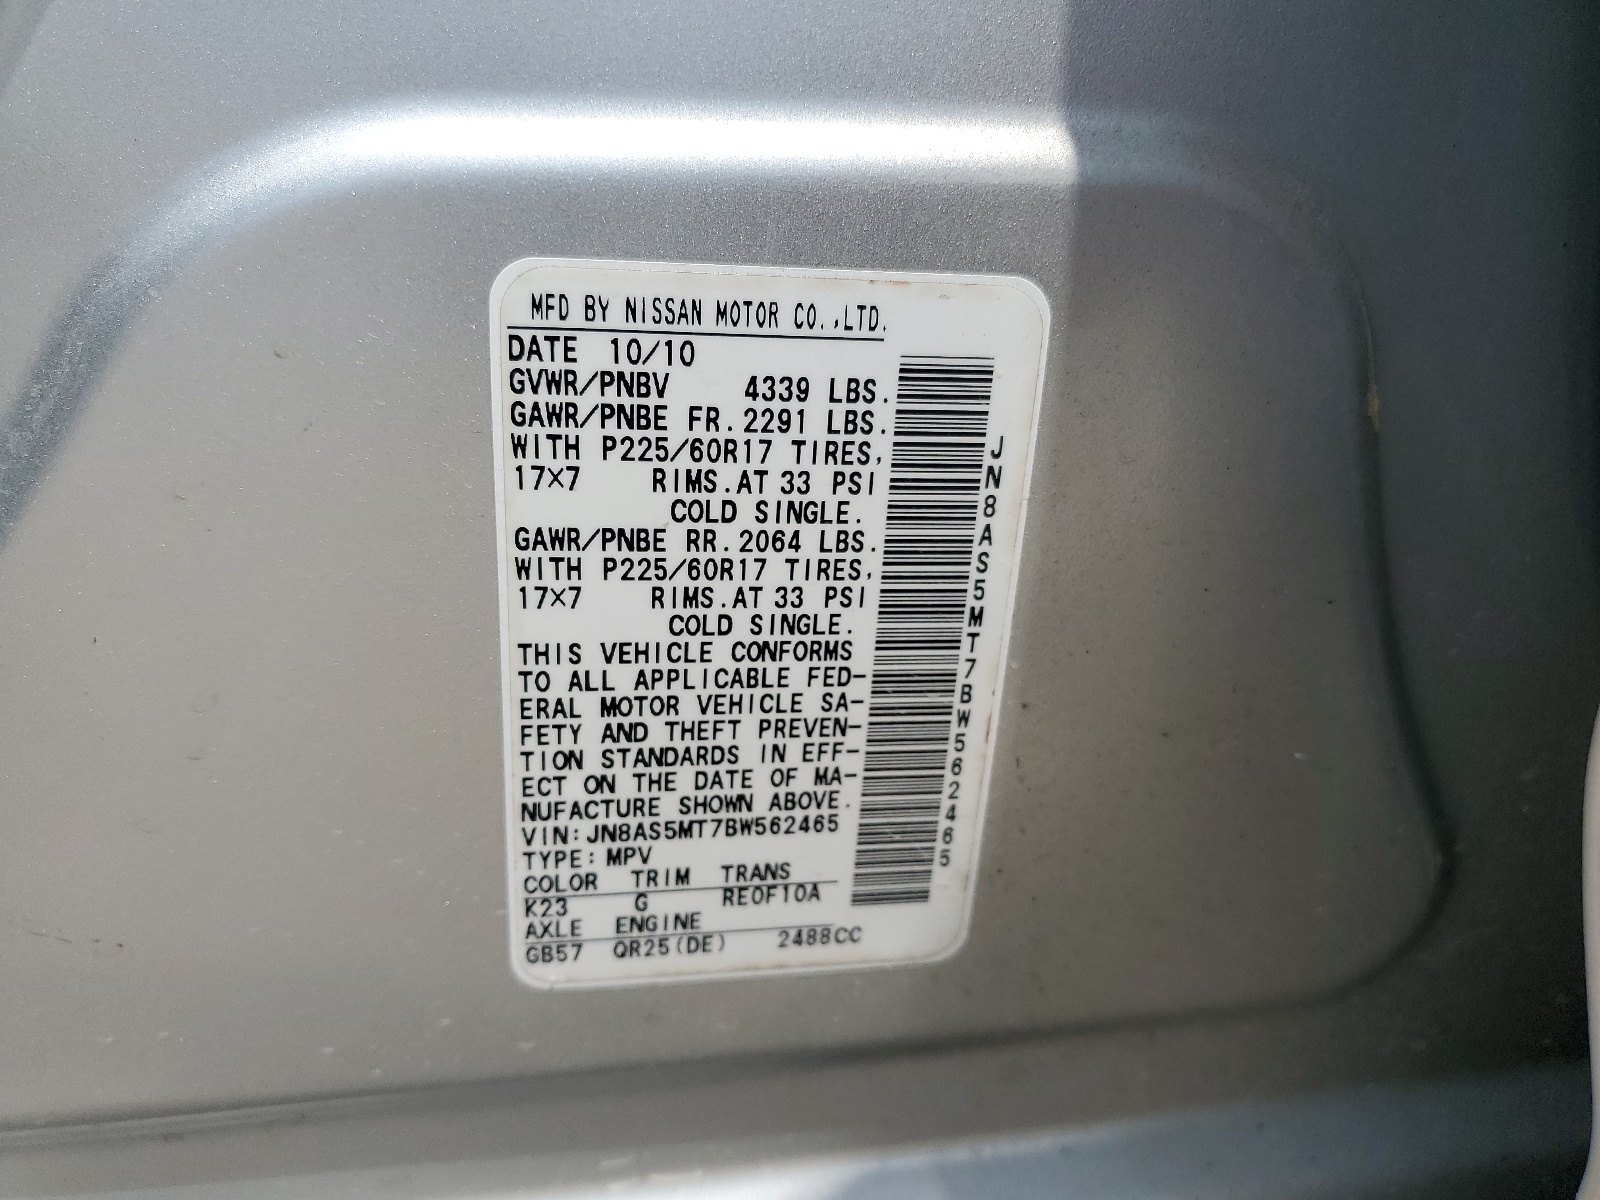 MFD BY NISSAN MOTOR CO.,LTD.
DATE 10/10
GVWR/PNBV 4339 LBS.
GAWR/PNBE FR.2291 LBS.
WITH P225/60R17 TIRES,
17×7 RIMS.AT 33 PSI
COLD SINGLE.
GAWR/PNBE RR.2064 LBS.
WITH P225/60R17 TIRES,
17×7 RIMS.AT 33 PSI
COLD SINGLE.
THIS VEHICLE CONFORMS
TO ALL APPLICABLE FED-
ERAL MOTOR VEHICLE SA-
FETY AND THEFT PREVEN-
TION STANDARDS IN EFF-
ECT ON THE DATE OF MA-
NUFACTURE SHOWN ABOVE.
VIN:JN8AS5MT7BW562465
TYPE:MPV
COLOR TRIM TRANS
K23 G RE0F10A
AXLE ENGINE
GB57 QR25(DE) 2488CC
JN8AS5MT7BW562465